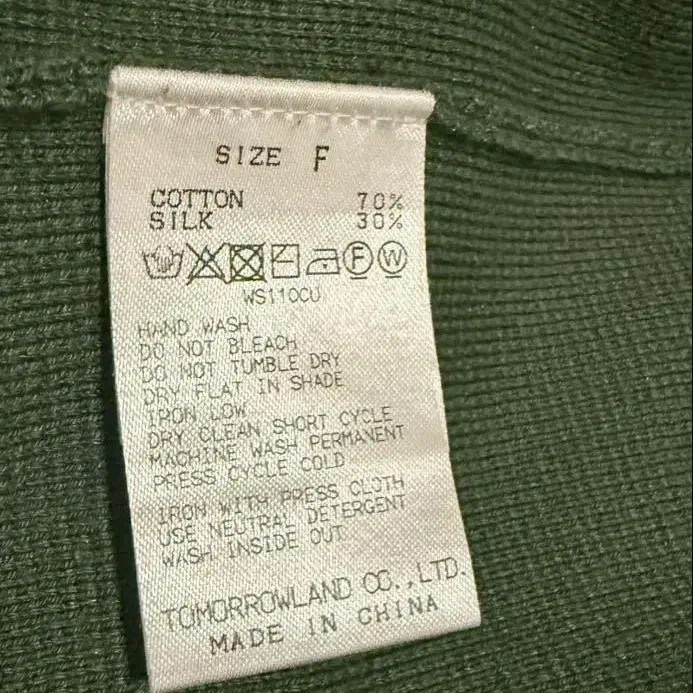 SIZE F
COTTON 70%
SILK 30%
F W
WS110CU
HAND WASH
DO NOT BLEACH
DO NOT TUMBLE DRY
DRY FLAT IN SHADE
IRON LOW
DRY CLEAN SHORT CYCLE
MACHINE WASH PERMANENT
PRESS CYCLE COLD
IRON WITH PRESS CLOTH
USE NEUTRAL DETERGENT
WASH INSIDE OUT
TOMORROWLAND CO.,LTD.
MADE IN CHINA